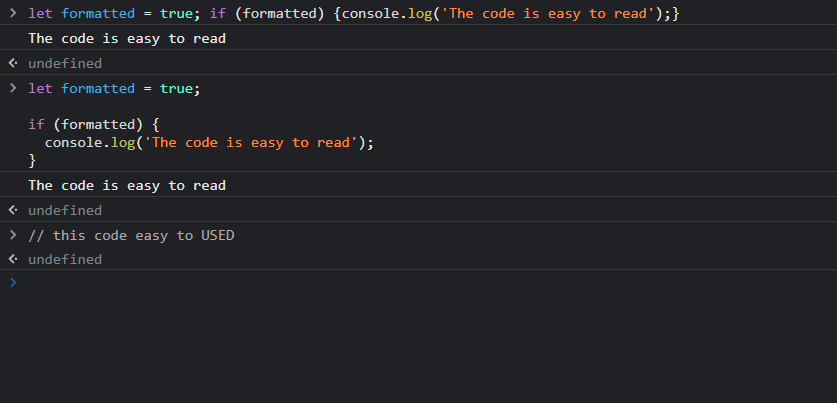 let formatted = true; if (formatted) {console.log('The code is easy to read');}
The code is easy to read
undefined
let formatted = true;
if (formatted) {
console.log('The code is easy to read');
}
The code is easy to read
undefined
// this code easy to USED
undefined